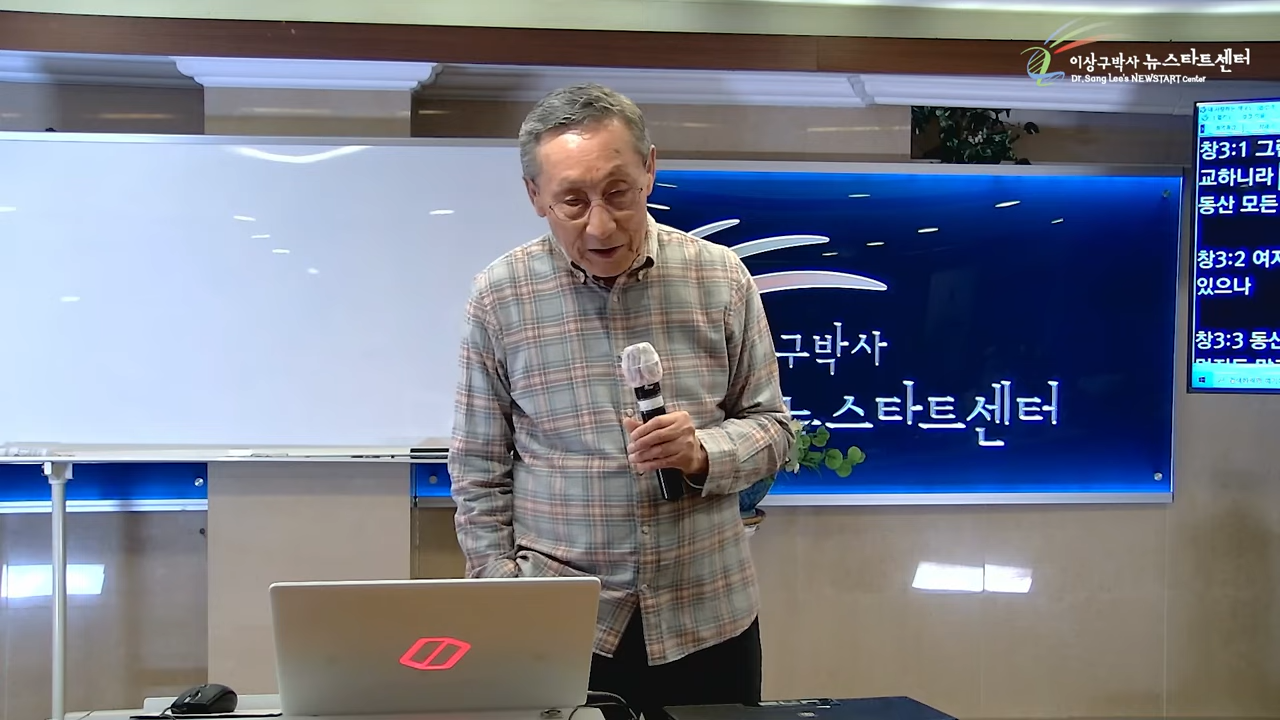 이상구박사 뉴스타트센터
Dr. Sang Lee's NEWSTART Center
창3:1 그런
교하니라
동산 모든
창3:2 여자
있으나
창3:3 동산
구박사
뉴스타트센터